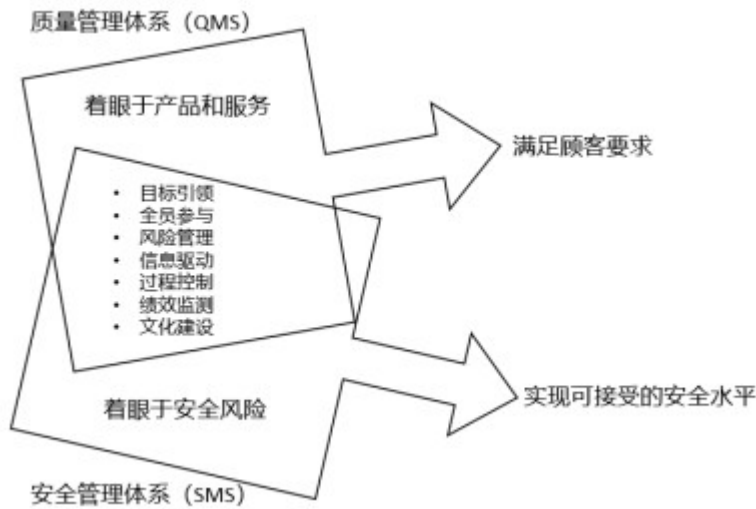 质量管理体系（QMS）
着眼于产品和服务
满足顾客要求
• 目标引领
• 全员参与
• 风险管理
• 信息驱动
• 过程控制
• 绩效监测
• 文化建设
着眼于安全风险
实现可接受的安全水平
安全管理体系（SMS）